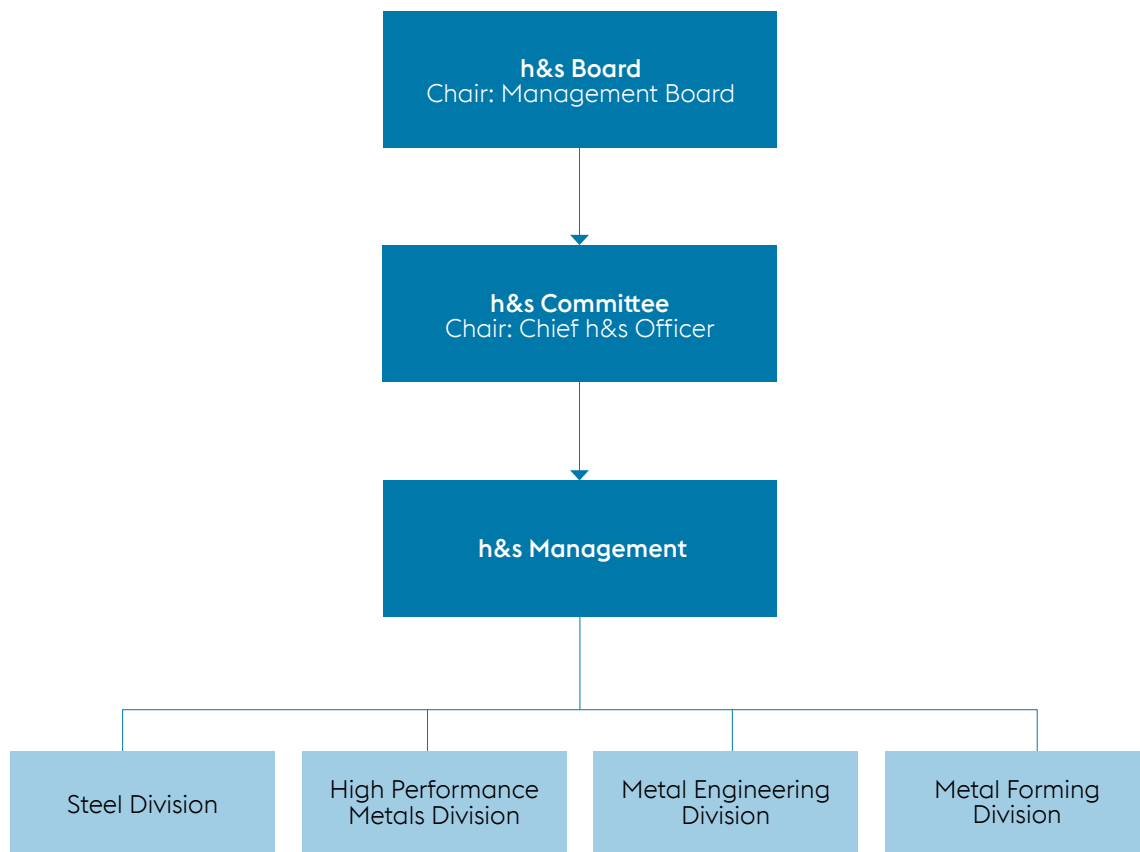 h&s Board
Chair: Management Board
h&s Committee
Chair: Chief h&s Officer
h&s Management
Steel Division
High Performance
Metals Division
Metal Engineering
Division
Metal Forming
Division